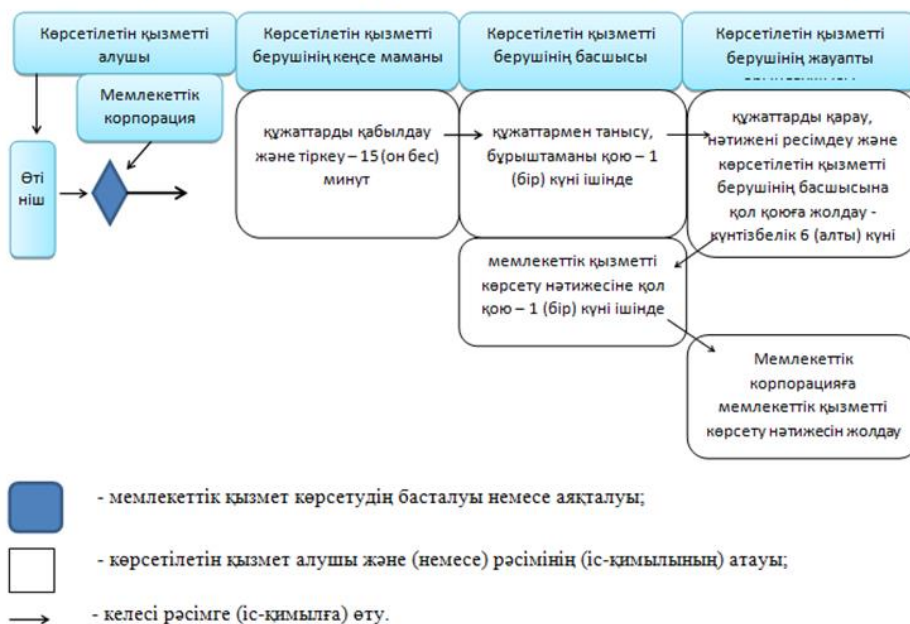 Көрсетілетін қызметті
алушы
Көрсетілетін қызметті
берушінің кеңсе маманы
Көрсетілетін қызметті
берушінің басшысы
Көрсетілетін қызметті
берушінің жауапты
Мемлекеттік
корпорация
Өті
ніш
құжаттарды қабылдау
және тіркеу – 15 (он бес)
минут
құжаттармен танысу,
бұрыштаманы қою – 1
(бір) күні ішінде
құжаттарды қарау,
нәтижені ресімдеу және
көрсетілетін қызметті
берушінің басшысына
қол қоюға жолдау -
күнтізбелік 6 (алты) күні
мемлекеттік қызметті
көрсету нәтижесіне қол
қою – 1 (бір) күні ішінде
Мемлекеттік
корпорацияға
мемлекеттік қызметті
көрсету нәтижесін жолдау
- мемлекеттік қызмет көрсетудің басталуы немесе аяқталуы;
- көрсетілетін қызмет алушы және (немесе) рәсімінің (іс-қимылының) атауы;
- келесі рәсімге (іс-қимылға) өту.